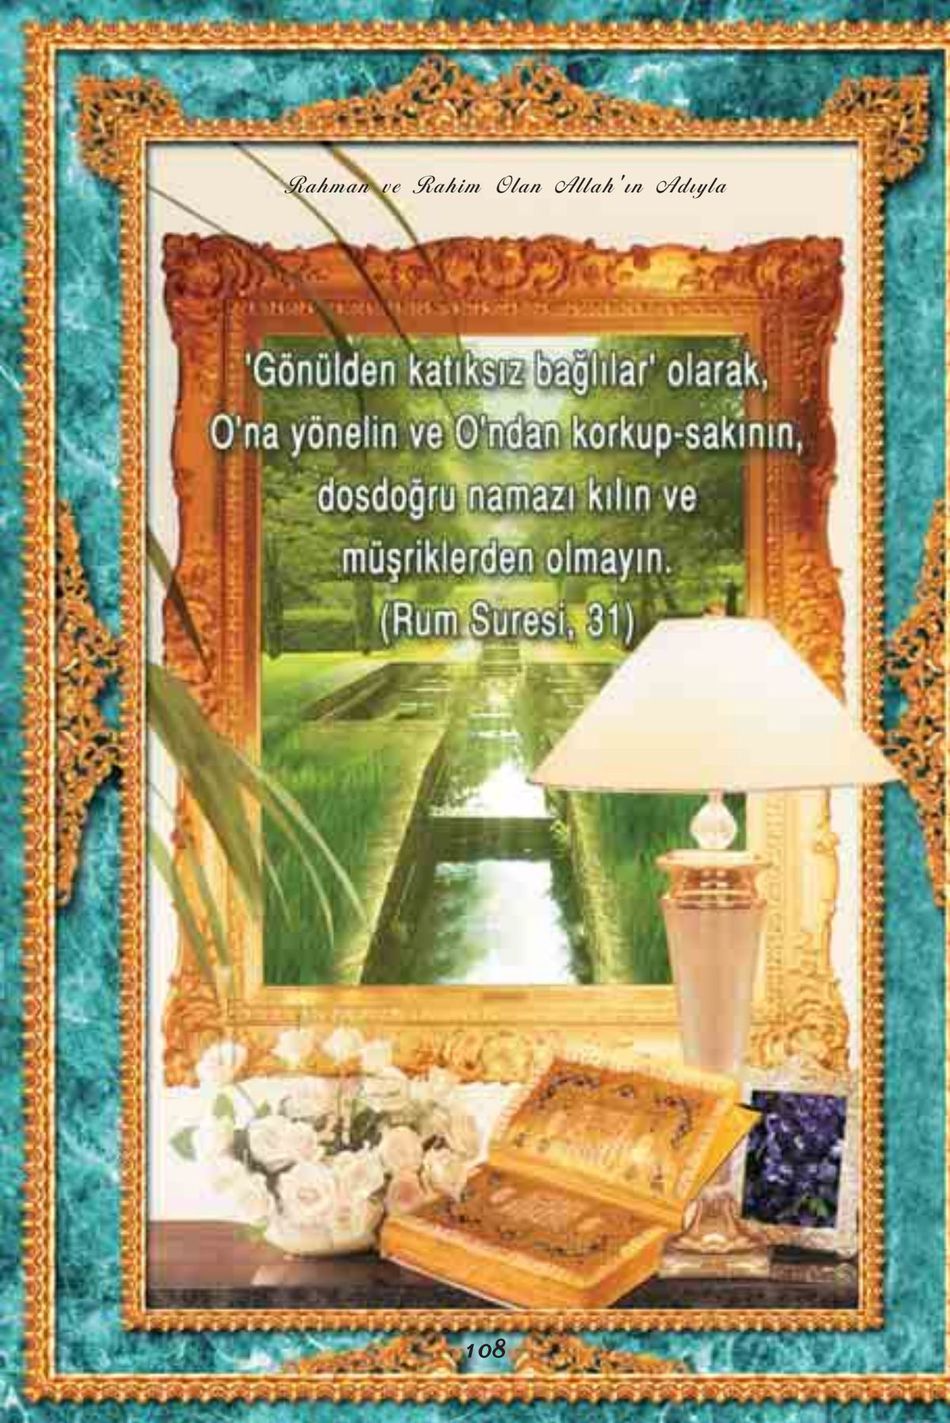 Rahman ve Rahim Olan Allah'ın Adıyla
'Gönülden katıksız bağlılar' olarak,
O'na yönelin ve O'ndan korkup-sakının,
dosdoğru namazı kılın ve
müşriklerden olmayın.
(Rum Suresi, 31)
108